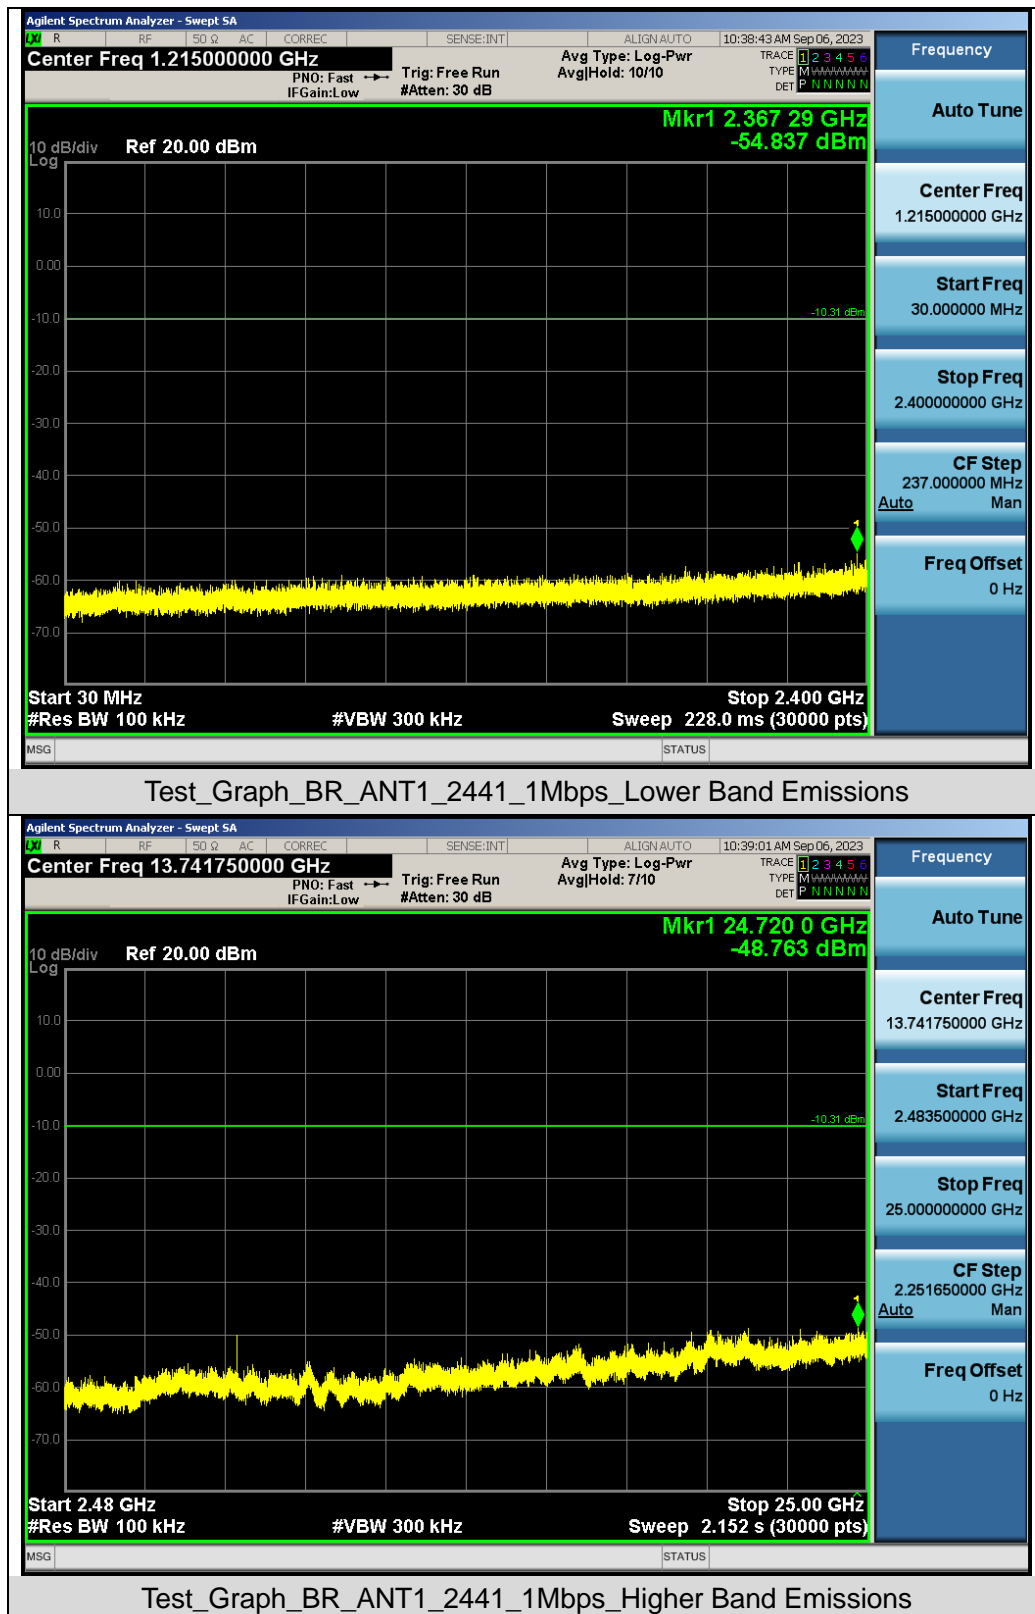 Agilent Spectrum Analyzer - Swept SA
LXI R RF 50 Ω AC CORREC SENSE:INT ALIGN AUTO 10:38:43 AM Sep 06, 2023
Center Freq 1.215000000 GHz
PNO: Fast
IFGain:Low
Trig: Free Run
#Atten: 30 dB
Avg Type: Log-Pwr
Avg|Hold: 10/10
TRACE 1 2 3 4 5 6
TYPE M W W W W W
DET P N N N N N
Mkr1 2.367 29 GHz
-54.837 dBm
10 dB/div Ref 20.00 dBm
Log
10.0
0.00
-10.0
-10.31 dBm
-20.0
-30.0
-40.0
-50.0
1
-60.0
-70.0
Start 30 MHz Stop 2.400 GHz
#Res BW 100 kHz #VBW 300 kHz Sweep 228.0 ms (30000 pts)
MSG STATUS
Frequency
Auto Tune
Center Freq
1.215000000 GHz
Start Freq
30.000000 MHz
Stop Freq
2.400000000 GHz
CF Step
237.000000 MHz
Auto Man
Freq Offset
0 Hz
Test_Graph_BR_ANT1_2441_1Mbps_Lower Band Emissions
Agilent Spectrum Analyzer - Swept SA
LXI R RF 50 Ω AC CORREC SENSE:INT ALIGN AUTO 10:39:01 AM Sep 06, 2023
Center Freq 13.741750000 GHz
PNO: Fast
IFGain:Low
Trig: Free Run
#Atten: 30 dB
Avg Type: Log-Pwr
Avg|Hold: 7/10
TRACE 1 2 3 4 5 6
TYPE M W W W W W
DET P N N N N N
Mkr1 24.720 0 GHz
-48.763 dBm
10 dB/div Ref 20.00 dBm
Log
10.0
0.00
-10.0
-10.31 dBm
-20.0
-30.0
-40.0
1
-50.0
-60.0
-70.0
Start 2.48 GHz Stop 25.00 GHz
#Res BW 100 kHz #VBW 300 kHz Sweep 2.152 s (30000 pts)
MSG STATUS
Frequency
Auto Tune
Center Freq
13.741750000 GHz
Start Freq
2.483500000 GHz
Stop Freq
25.000000000 GHz
CF Step
2.251650000 GHz
Auto Man
Freq Offset
0 Hz
Test_Graph_BR_ANT1_2441_1Mbps_Higher Band Emissions